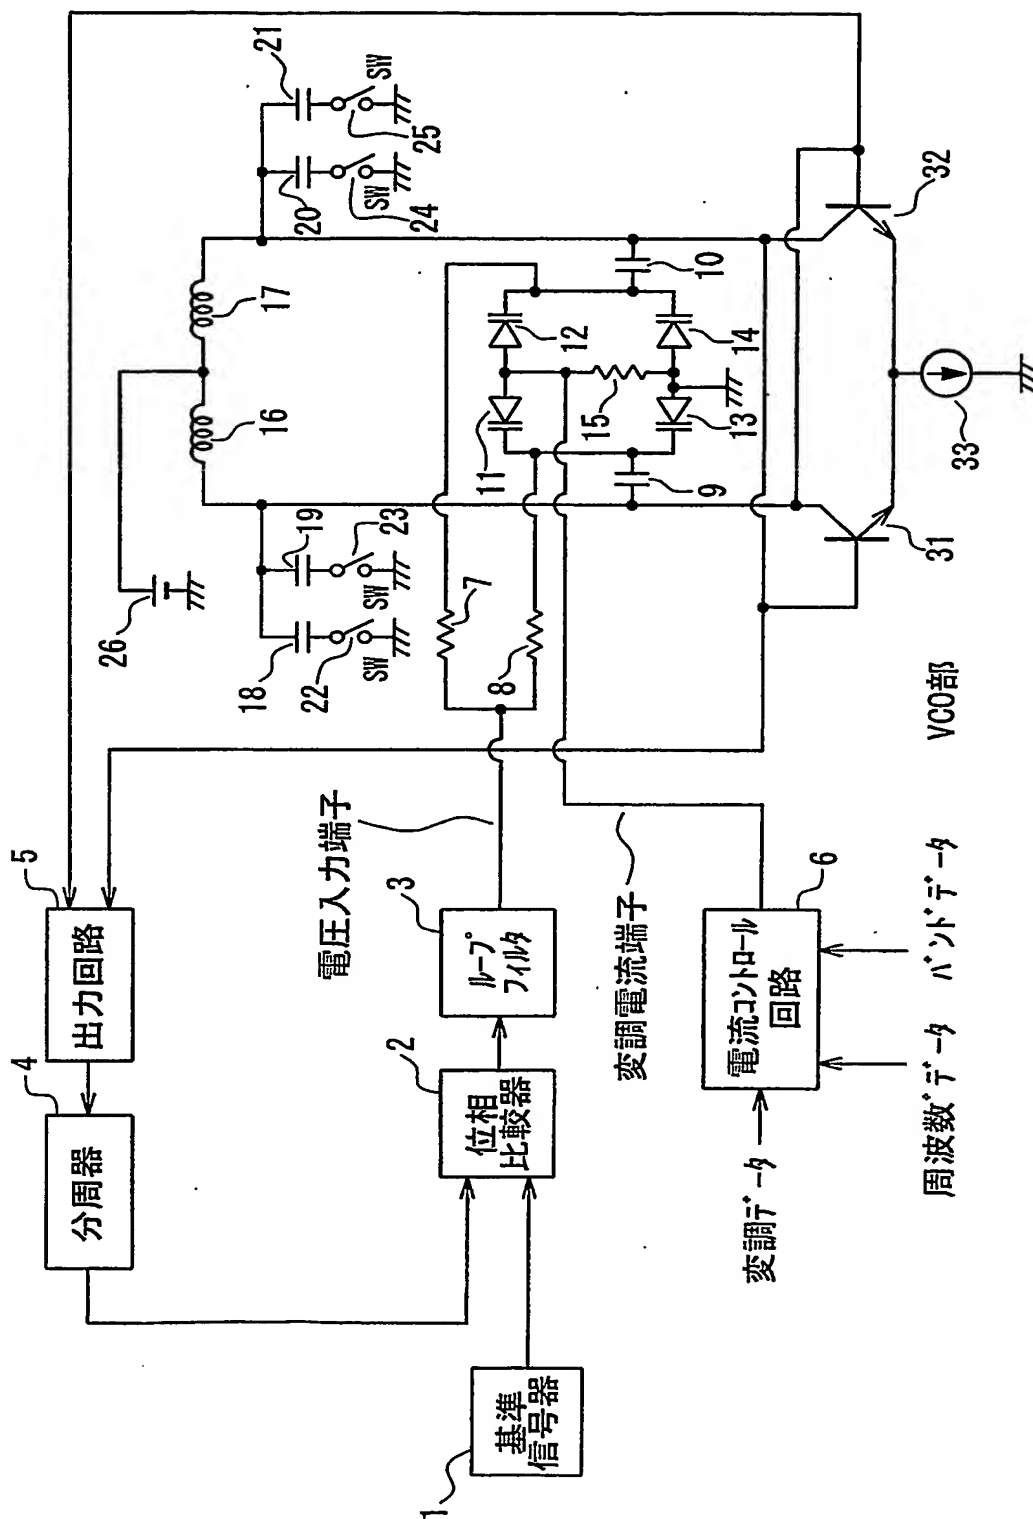 1
基準
信号器
2
位相
比較器
3
ループ
フィルタ
4
分周器
5
出力回路
6
電流コントロール
回路
変調データ
周波数データ
バンドデータ
電圧入力端子
変調電流端子
VCO部
7
8
9
10
11
12
13
14
15
16
17
18
19
20
21
22
23
24
25
26
SW
SW
SW
SW
31
32
33